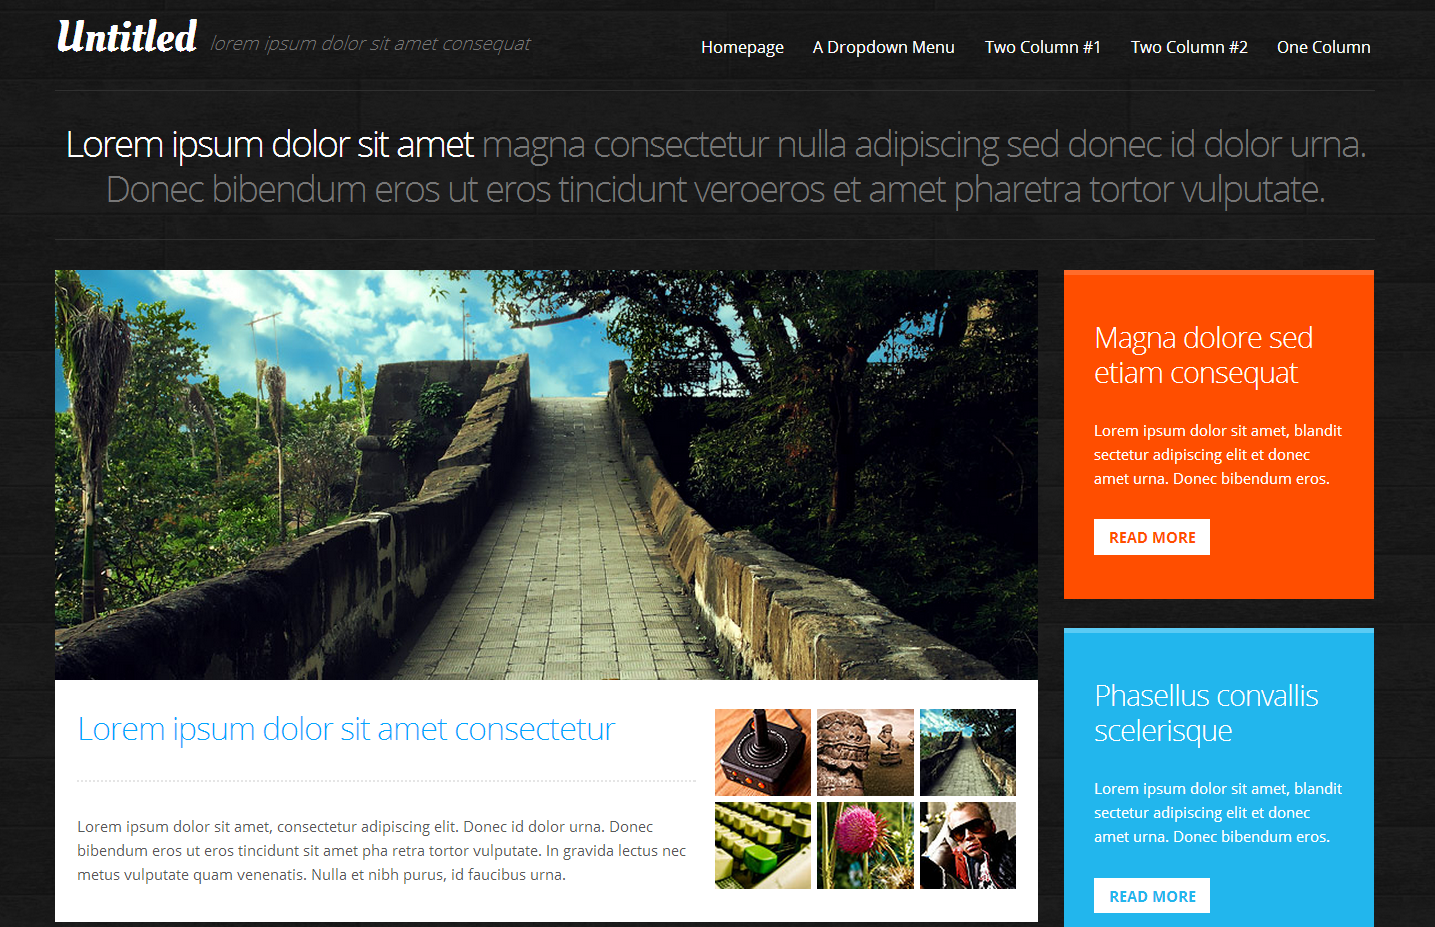 Untitled lorem ipsum dolor sit amet consequat
Homepage A Dropdown Menu Two Column #1 Two Column #2 One Column
Lorem ipsum dolor sit amet magna consectetur nulla adipiscing sed donec id dolor urna.
Donec bibendum eros ut eros tincidunt veroeros et amet pharetra tortor vulputate.
Lorem ipsum dolor sit amet consectetur
Lorem ipsum dolor sit amet, consectetur adipiscing elit. Donec id dolor urna. Donec
bibendum eros ut eros tincidunt sit amet pha retra tortor vulputate. In gravida lectus nec
metus vulputate quam venenatis. Nulla et nibh purus, id faucibus urna.
Magna dolore sed
etiam consequat
Lorem ipsum dolor sit amet, blandit
sectetur adipiscing elit et donec
amet urna. Donec bibendum eros.
READ MORE
Phasellus convallis
scelerisque
Lorem ipsum dolor sit amet, blandit
sectetur adipiscing elit et donec
amet urna. Donec bibendum eros.
READ MORE